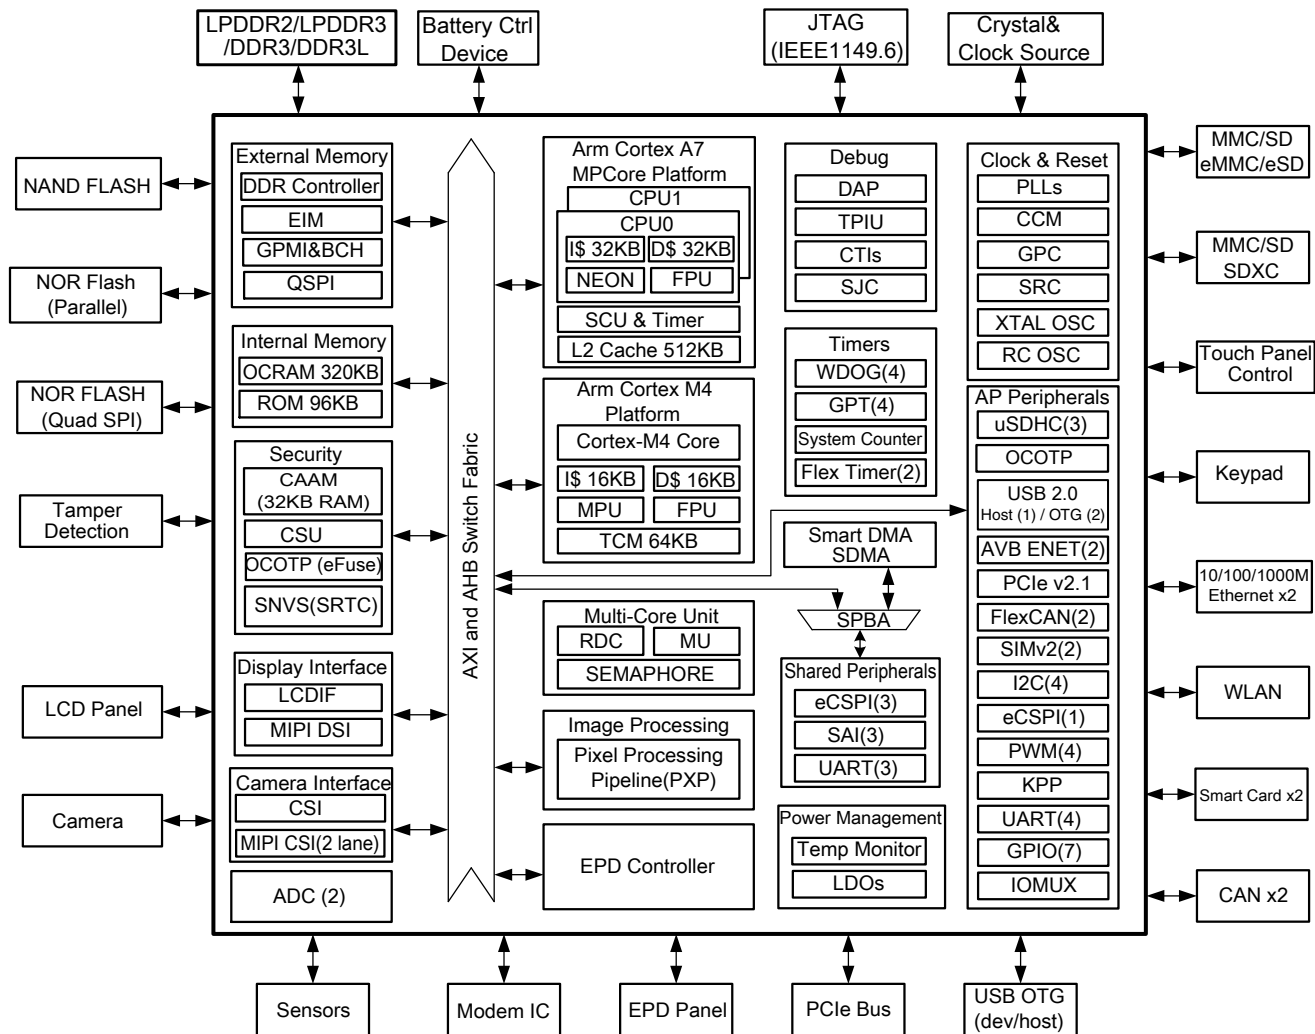 LPDDR2/LPDDR3
/DDR3/DDR3L
Battery Ctrl
Device
JTAG
(IEEE1149.6)
Crystal&
Clock Source
NAND FLASH
NOR Flash
(Parallel)
NOR FLASH
(Quad SPI)
Tamper
Detection
LCD Panel
Camera
External Memory
DDR Controller
EIM
GPMI&BCH
QSPI
Internal Memory
OCRAM 320KB
ROM 96KB
Security
CAAM
(32KB RAM)
CSU
OCOTP (eFuse)
SNVS(SRTC)
Display Interface
LCDIF
MIPI DSI
Camera Interface
CSI
MIPI CSI(2 lane)
ADC (2)
AXI and AHB Switch Fabric
Arm Cortex A7
MPCore Platform
CPU1
CPU0
I$ 32KB
D$ 32KB
NEON
FPU
SCU & Timer
L2 Cache 512KB
Arm Cortex M4
Platform
Cortex-M4 Core
I$ 16KB
D$ 16KB
MPU
FPU
TCM 64KB
Multi-Core Unit
RDC
MU
SEMAPHORE
Image Processing
Pixel Processing
Pipeline(PXP)
EPD Controller
Debug
DAP
TPIU
CTIs
SJC
Timers
WDOG(4)
GPT(4)
System Counter
Flex Timer(2)
Smart DMA
SDMA
SPBA
Shared Peripherals
eCSPI(3)
SAI(3)
UART(3)
Power Management
Temp Monitor
LDOs
Clock & Reset
PLLs
CCM
GPC
SRC
XTAL OSC
RC OSC
AP Peripherals
uSDHC(3)
OCOTP
USB 2.0
Host (1) / OTG (2)
AVB ENET(2)
PCIe v2.1
FlexCAN(2)
SIMv2(2)
I2C(4)
eCSPI(1)
PWM(4)
KPP
UART(4)
GPIO(7)
IOMUX
MMC/SD
eMMC/eSD
MMC/SD
SDXC
Touch Panel
Control
Keypad
10/100/1000M
Ethernet x2
WLAN
Smart Card x2
CAN x2
Sensors
Modem IC
EPD Panel
PCIe Bus
USB OTG
(dev/host)